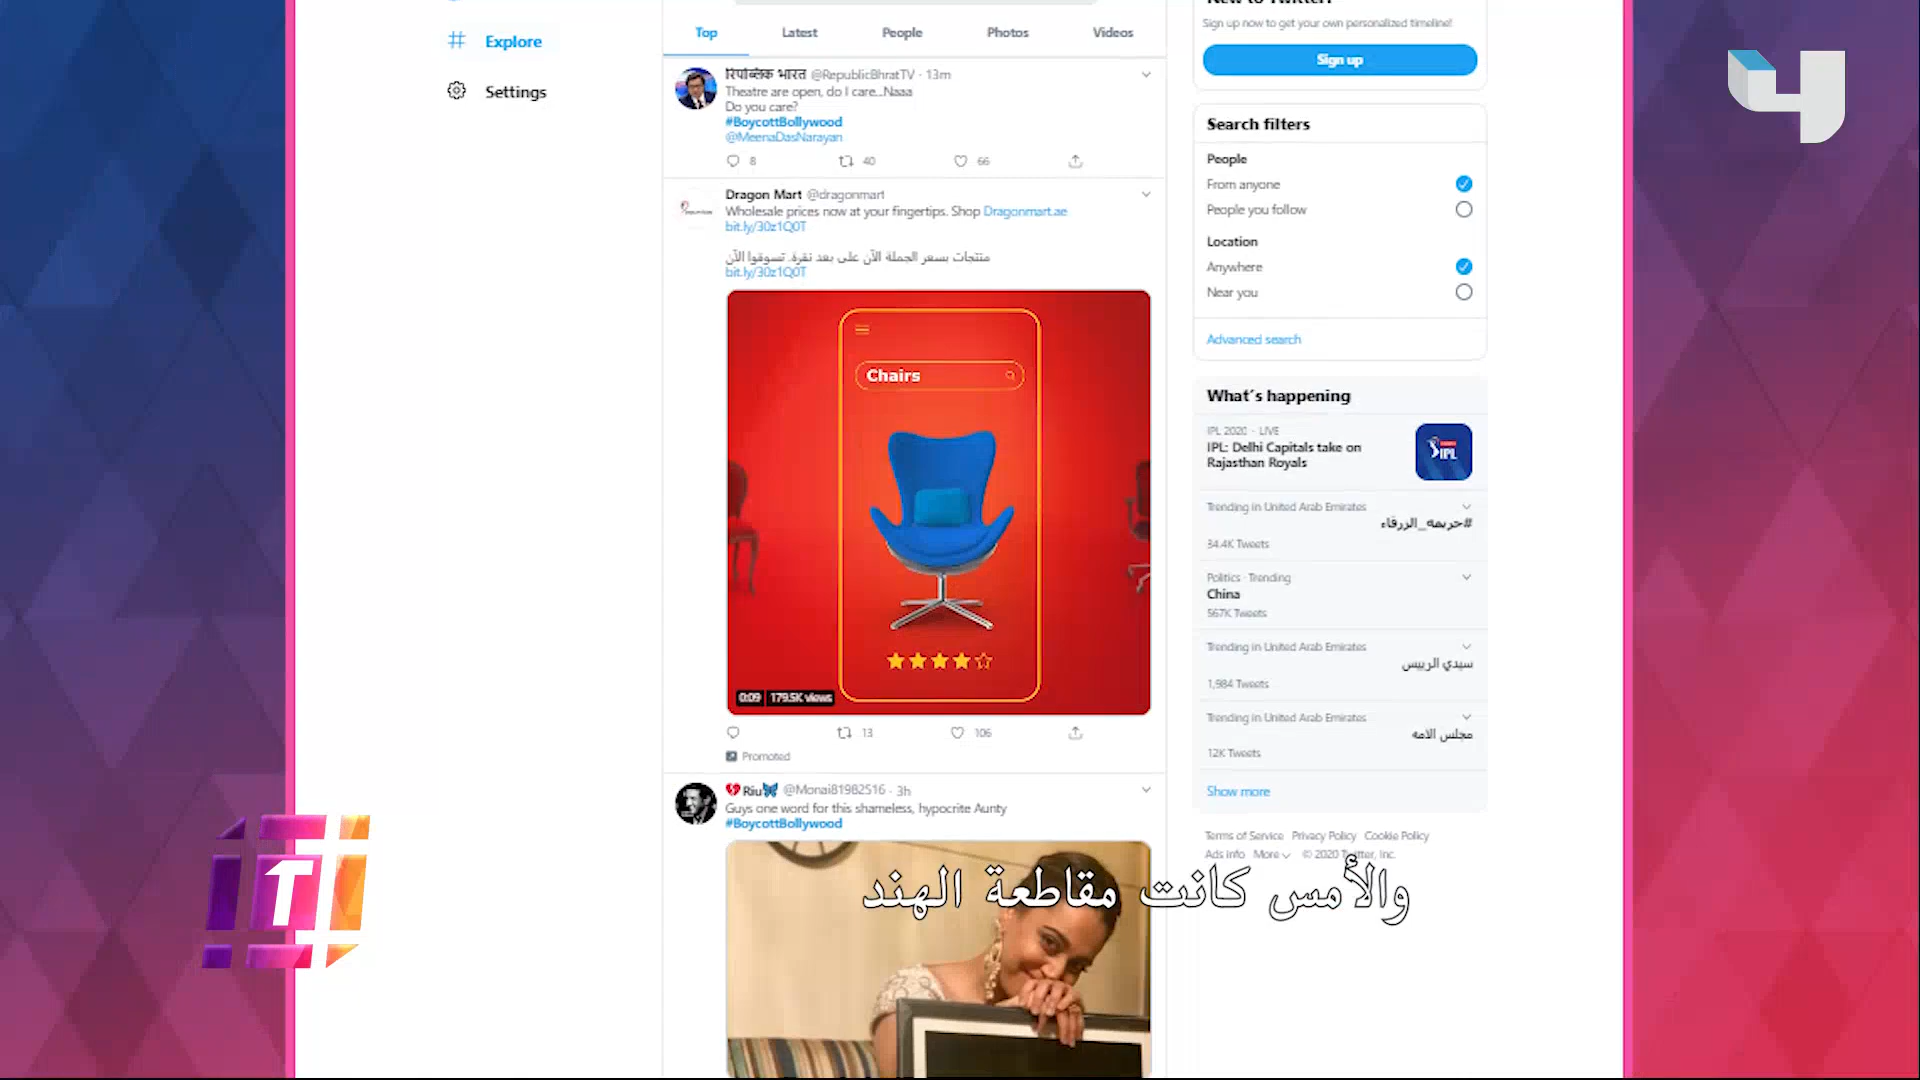 Explore
Settings
Top
Latest
People
Photos
Videos
रिपब्लिक भारत @RepublicBhratTV · 13m
Theatre are open, do I care...Naaa
Do you care?
#BoycottBollywood
@MeenaDasNarayan
8
40
66
Dragon Mart @dragonmart
Wholesale prices now at your fingertips. Shop Dragonmart.ae
bit.ly/30z1Q0T
منتجات بسعر الجملة الآن على بعد نقرة. تسوقوا الآن
bit.ly/30z1Q0T
Chairs
0:09
179.5K views
13
106
Promoted
Riu @Monai81982516 · 3h
Guys one word for this shameless, hypocrite Aunty
#BoycottBollywood
New to Twitter?
Sign up now to get your own personalized timeline!
Sign up
Search filters
People
From anyone
People you follow
Location
Anywhere
Near you
Advanced search
What's happening
IPL 2020 · LIVE
IPL: Delhi Capitals take on
Rajasthan Royals
IPL
Trending in United Arab Emirates
#جريمة_الزرقاء
34.4K Tweets
Politics · Trending
China
567K Tweets
Trending in United Arab Emirates
سيدي الرييس
1,984 Tweets
Trending in United Arab Emirates
مجلس الامه
12K Tweets
Show more
Terms of Service Privacy Policy Cookie Policy
Ads info More © 2020 Twitter, Inc.
والأمس كانت مقاطعة الهند
T